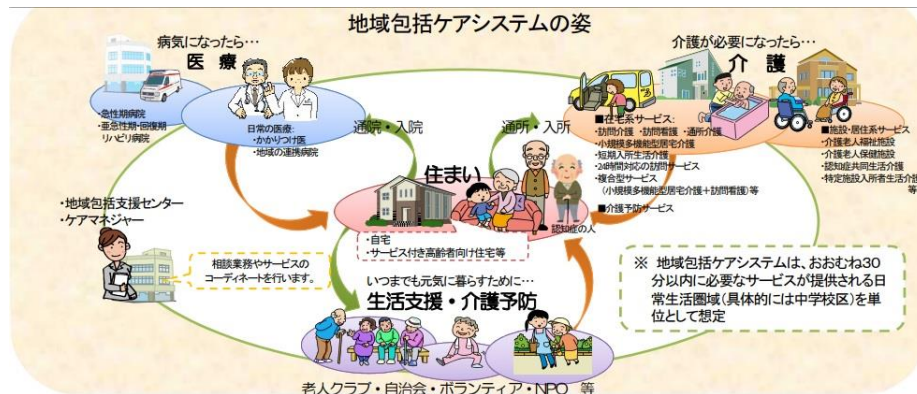 地域包括ケアシステムの姿
病気になったら…
医 療
・急性期病院
・亜急性期・回復期
リハビリ病院
日常の医療:
・かかりつけ医
・地域の連携病院
通院・入院
通所・入所
介護が必要になったら…
介 護
■在宅系サービス:
・訪問介護 ・訪問看護 ・通所介護
・小規模多機能型居宅介護
・短期入所生活介護
・24時間対応の訪問サービス
・複合型サービス
(小規模多機能型居宅介護+訪問看護)等
■介護予防サービス
■施設・居住系サービス
・介護老人福祉施設
・介護老人保健施設
・認知症共同生活介護
・特定施設入所者生活介護
等
住まい
・自宅
・サービス付き高齢者向け住宅等
認知症の人
・地域包括支援センター
・ケアマネジャー
相談業務やサービスの
コーディネートを行います。
いつまでも元気に暮らすために…
生活支援・介護予防
老人クラブ・自治会・ボランティア・NPO 等
※ 地域包括ケアシステムは、おおむね30
分以内に必要なサービスが提供される日
常生活圏域(具体的には中学校区)を単
位として想定